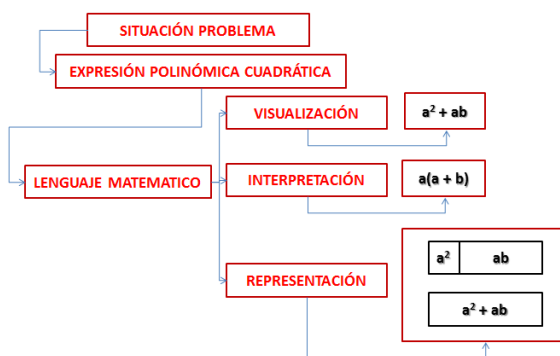 SITUACIÓN PROBLEMA
EXPRESIÓN POLINÓMICA CUADRÁTICA
VISUALIZACIÓN
a² + ab
LENGUAJE MATEMATICO
INTERPRETACIÓN
a(a + b)
REPRESENTACIÓN
a² ab
a² + ab